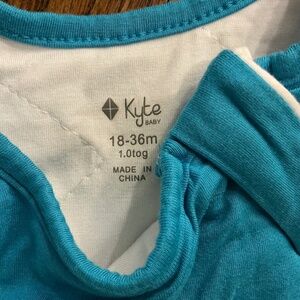 Kyte
BABY
18-36m
1.0tog
MADE IN
CHINA